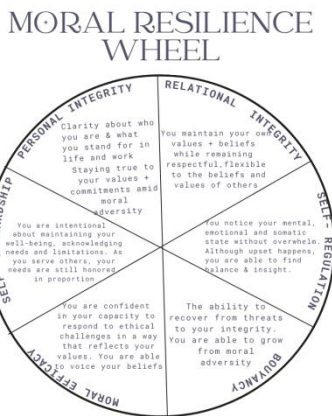 MORAL RESILIENCE
WHEEL
PERSONAL INTEGRITY
Clarity about who
you are & what
you stand for in
life and work
Staying true to
your values +
commitments amid
moral
adversity
RELATIONAL INTEGRITY
You maintain your own
values + beliefs
while remaining
respectful,flexible
to the beliefs and
values of others
SELF- REGULATION
You notice your mental,
emotional and somatic
state without overwhelm.
Although upset happens,
you are able to find
balance & insight.
BOUYANCY
The ability to
recover from threats
to your integrity.
You are able to grow
from moral
adversity
MORAL EFFICACY
You are confident
in your capacity to
respond to ethical
challenges in a way
that reflects your
values. You are able
to voice your beliefs
You are intentional
about maintaining your
well-being, acknowledging
needs and limitations. As
you serve others, your
needs are still honored
in proportion